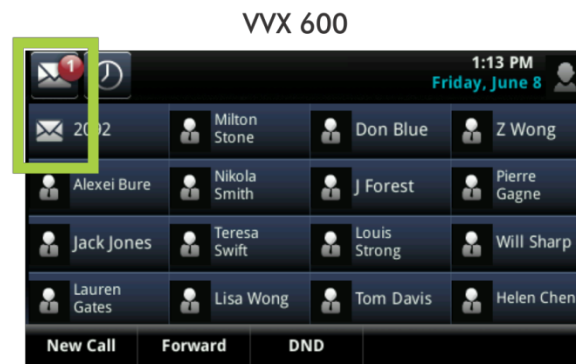 VVX 600
1
1:13 PM
Friday, June 8
Milton
Stone
Don Blue
Z Wong
Alexei Bure
Nikola
Smith
J Forest
Pierre
Gagne
Jack Jones
Teresa
Swift
Louis
Strong
Will Sharp
Lauren
Gates
Lisa Wong
Tom Davis
Helen Chen
New Call
Forward
DND